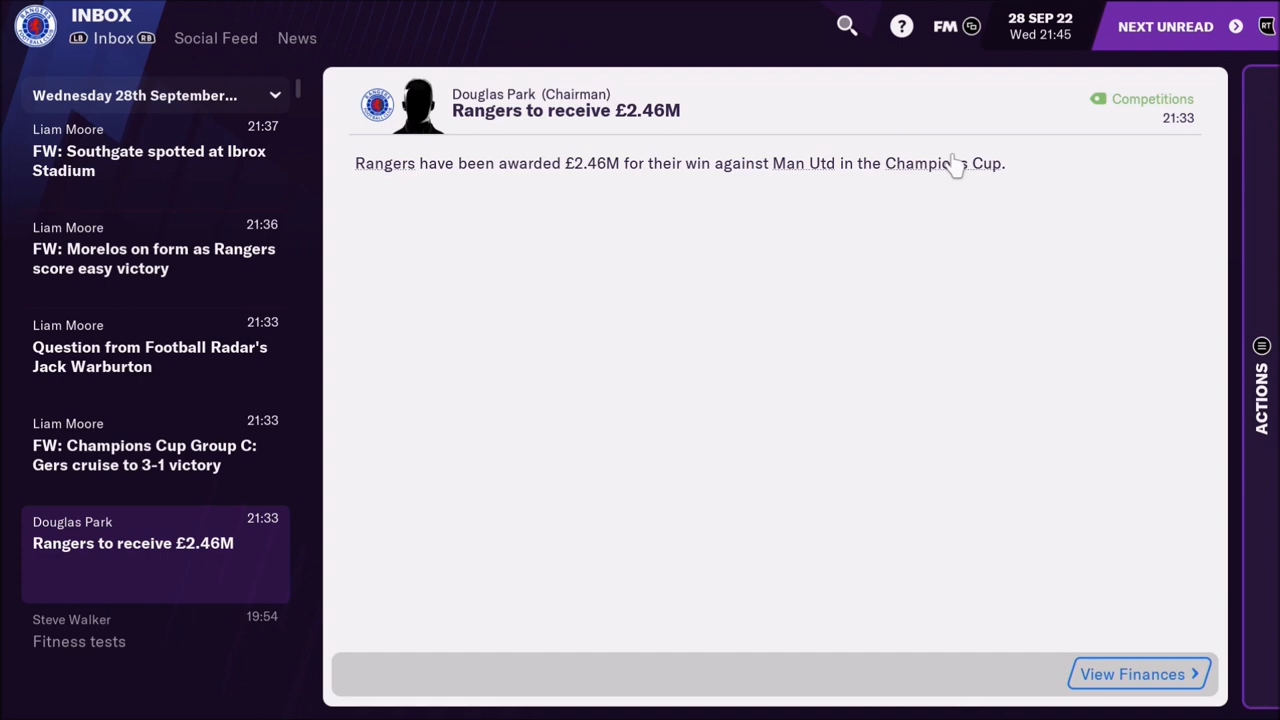 INBOX
LB Inbox RB Social Feed News
FM
28 SEP 22
Wed 21:45
NEXT UNREAD
RT
Wednesday 28th September...
Liam Moore 21:37
FW: Southgate spotted at Ibrox
Stadium
Liam Moore 21:36
FW: Morelos on form as Rangers
score easy victory
Liam Moore 21:33
Question from Football Radar's
Jack Warburton
Liam Moore 21:33
FW: Champions Cup Group C:
Gers cruise to 3-1 victory
Douglas Park 21:33
Rangers to receive £2.46M
Steve Walker 19:54
Fitness tests
Douglas Park (Chairman)
Rangers to receive £2.46M
Competitions
21:33
Rangers have been awarded £2.46M for their win against Man Utd in the Champions Cup.
View Finances
ACTIONS